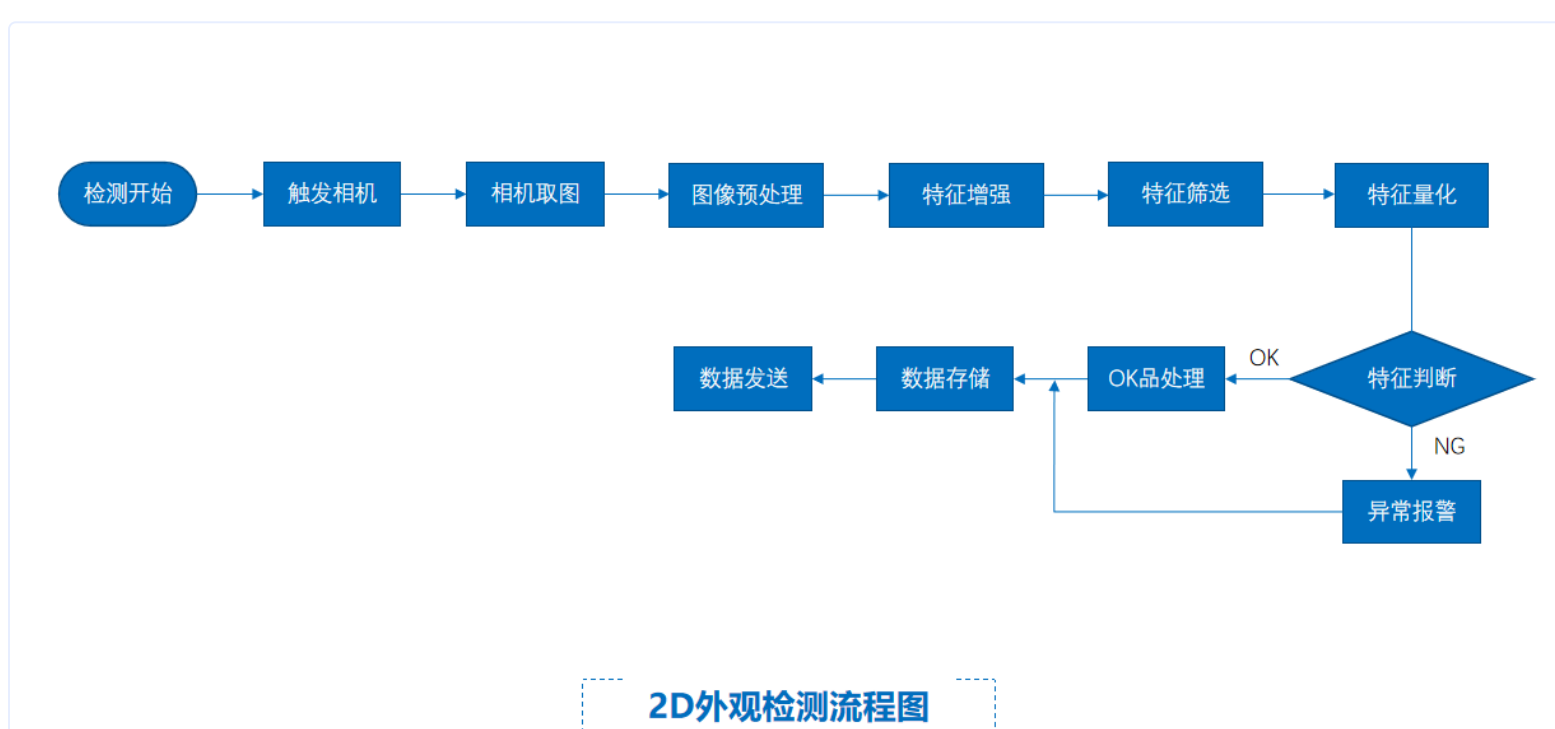 检测开始
触发相机
相机取图
图像预处理
特征增强
特征筛选
特征量化
数据发送
数据存储
OK品处理
OK
特征判断
NG
异常报警
2D外观检测流程图